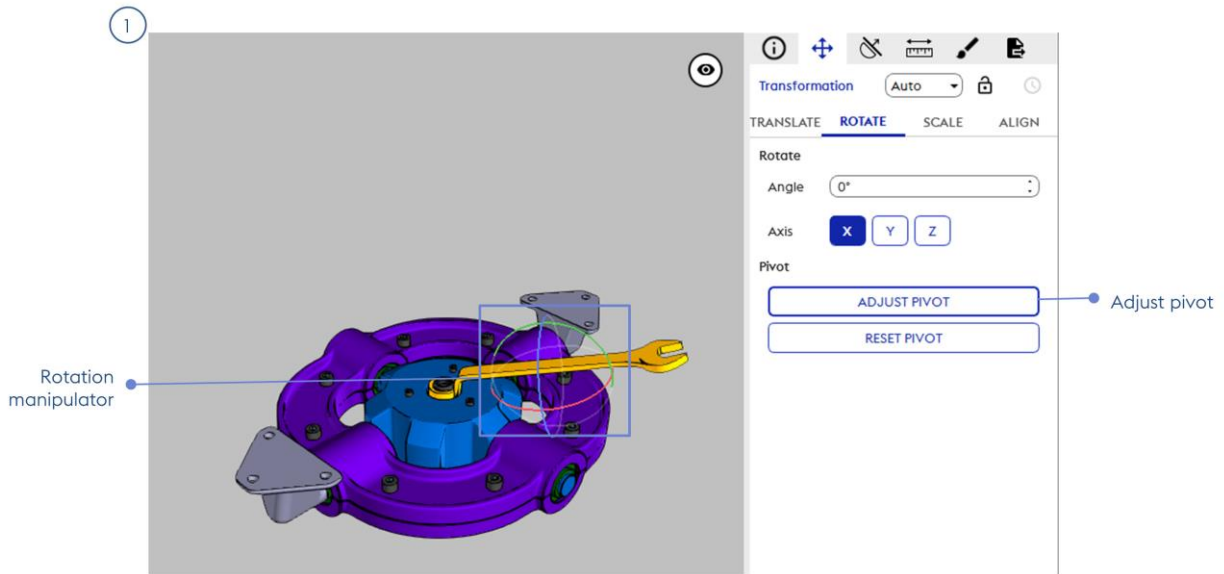 1
Transformation
Auto
TRANSLATE ROTATE SCALE ALIGN
Rotate
Angle 0°
Axis X Y Z
Pivot
ADJUST PIVOT
Adjust pivot
RESET PIVOT
Rotation
manipulator